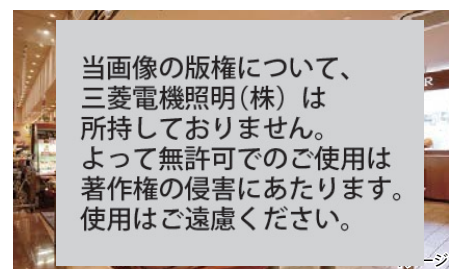 当画像の版権について、
三菱電機照明(株) は
所持しておりません。
よって無許可でのご使用は
著作権の侵害にあたります。
使用はご遠慮ください。